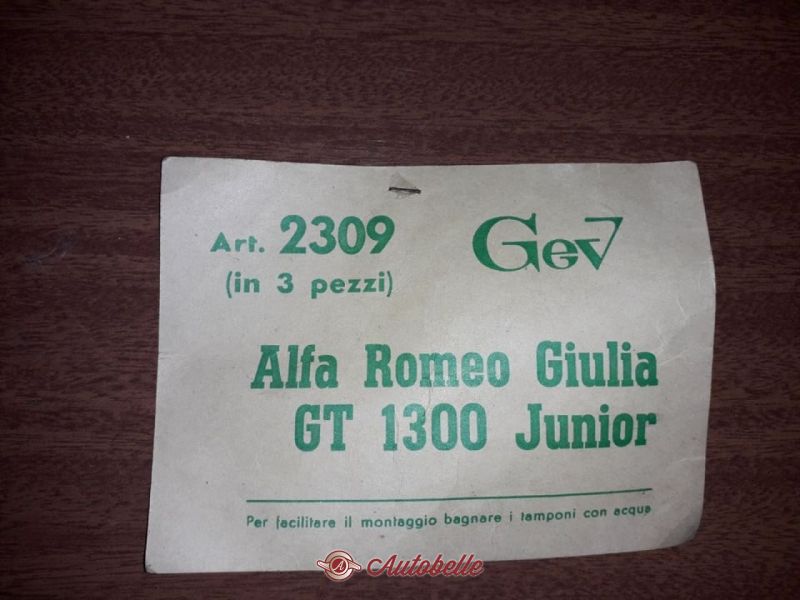 Art. 2309
(in 3 pezzi)
Gev
Alfa Romeo Giulia
GT 1300 Junior
Per facilitare il montaggio bagnare i tamponi con acqua
Autobelle